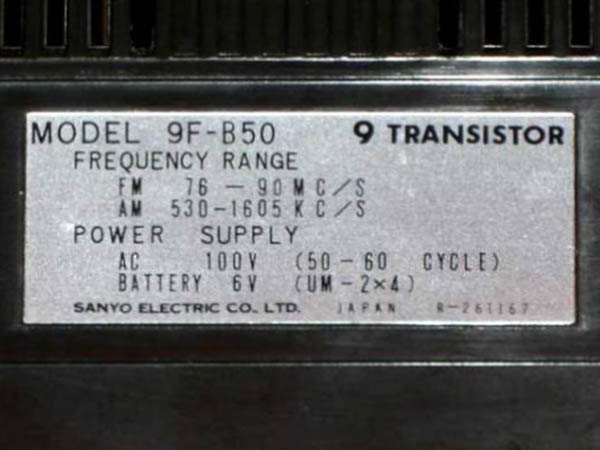 MODEL 9F-B50 9 TRANSISTOR
FREQUENCY RANGE
FM 76 - 90 MC/S
AM 530-1605 KC/S
POWER SUPPLY
AC 100V (50-60 CYCLE)
BATTERY 6V (UM-2×4)
SANYO ELECTRIC CO., LTD. JAPAN R-261167